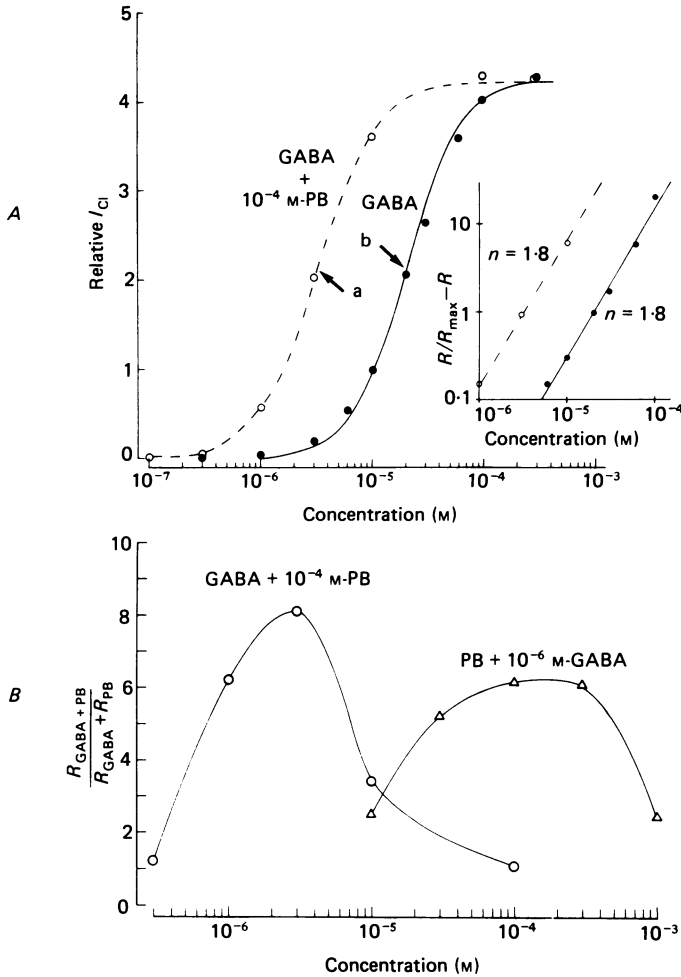 A
5
4
3
2
1
0
Relative I_Cl
GABA
+
10⁻⁴ M-PB
GABA
a
b
10⁻⁷ 10⁻⁶ 10⁻⁵ 10⁻⁴ 10⁻³
Concentration (M)
10
1
0·1
R/R_max−R
n = 1·8
n = 1·8
10⁻⁶ 10⁻⁵ 10⁻⁴
Concentration (M)
B
10
8
6
4
2
0
R_GABA + PB
R_GABA + R_PB
GABA + 10⁻⁴ M-PB
PB + 10⁻⁶ M-GABA
10⁻⁶ 10⁻⁵ 10⁻⁴ 10⁻³
Concentration (M)